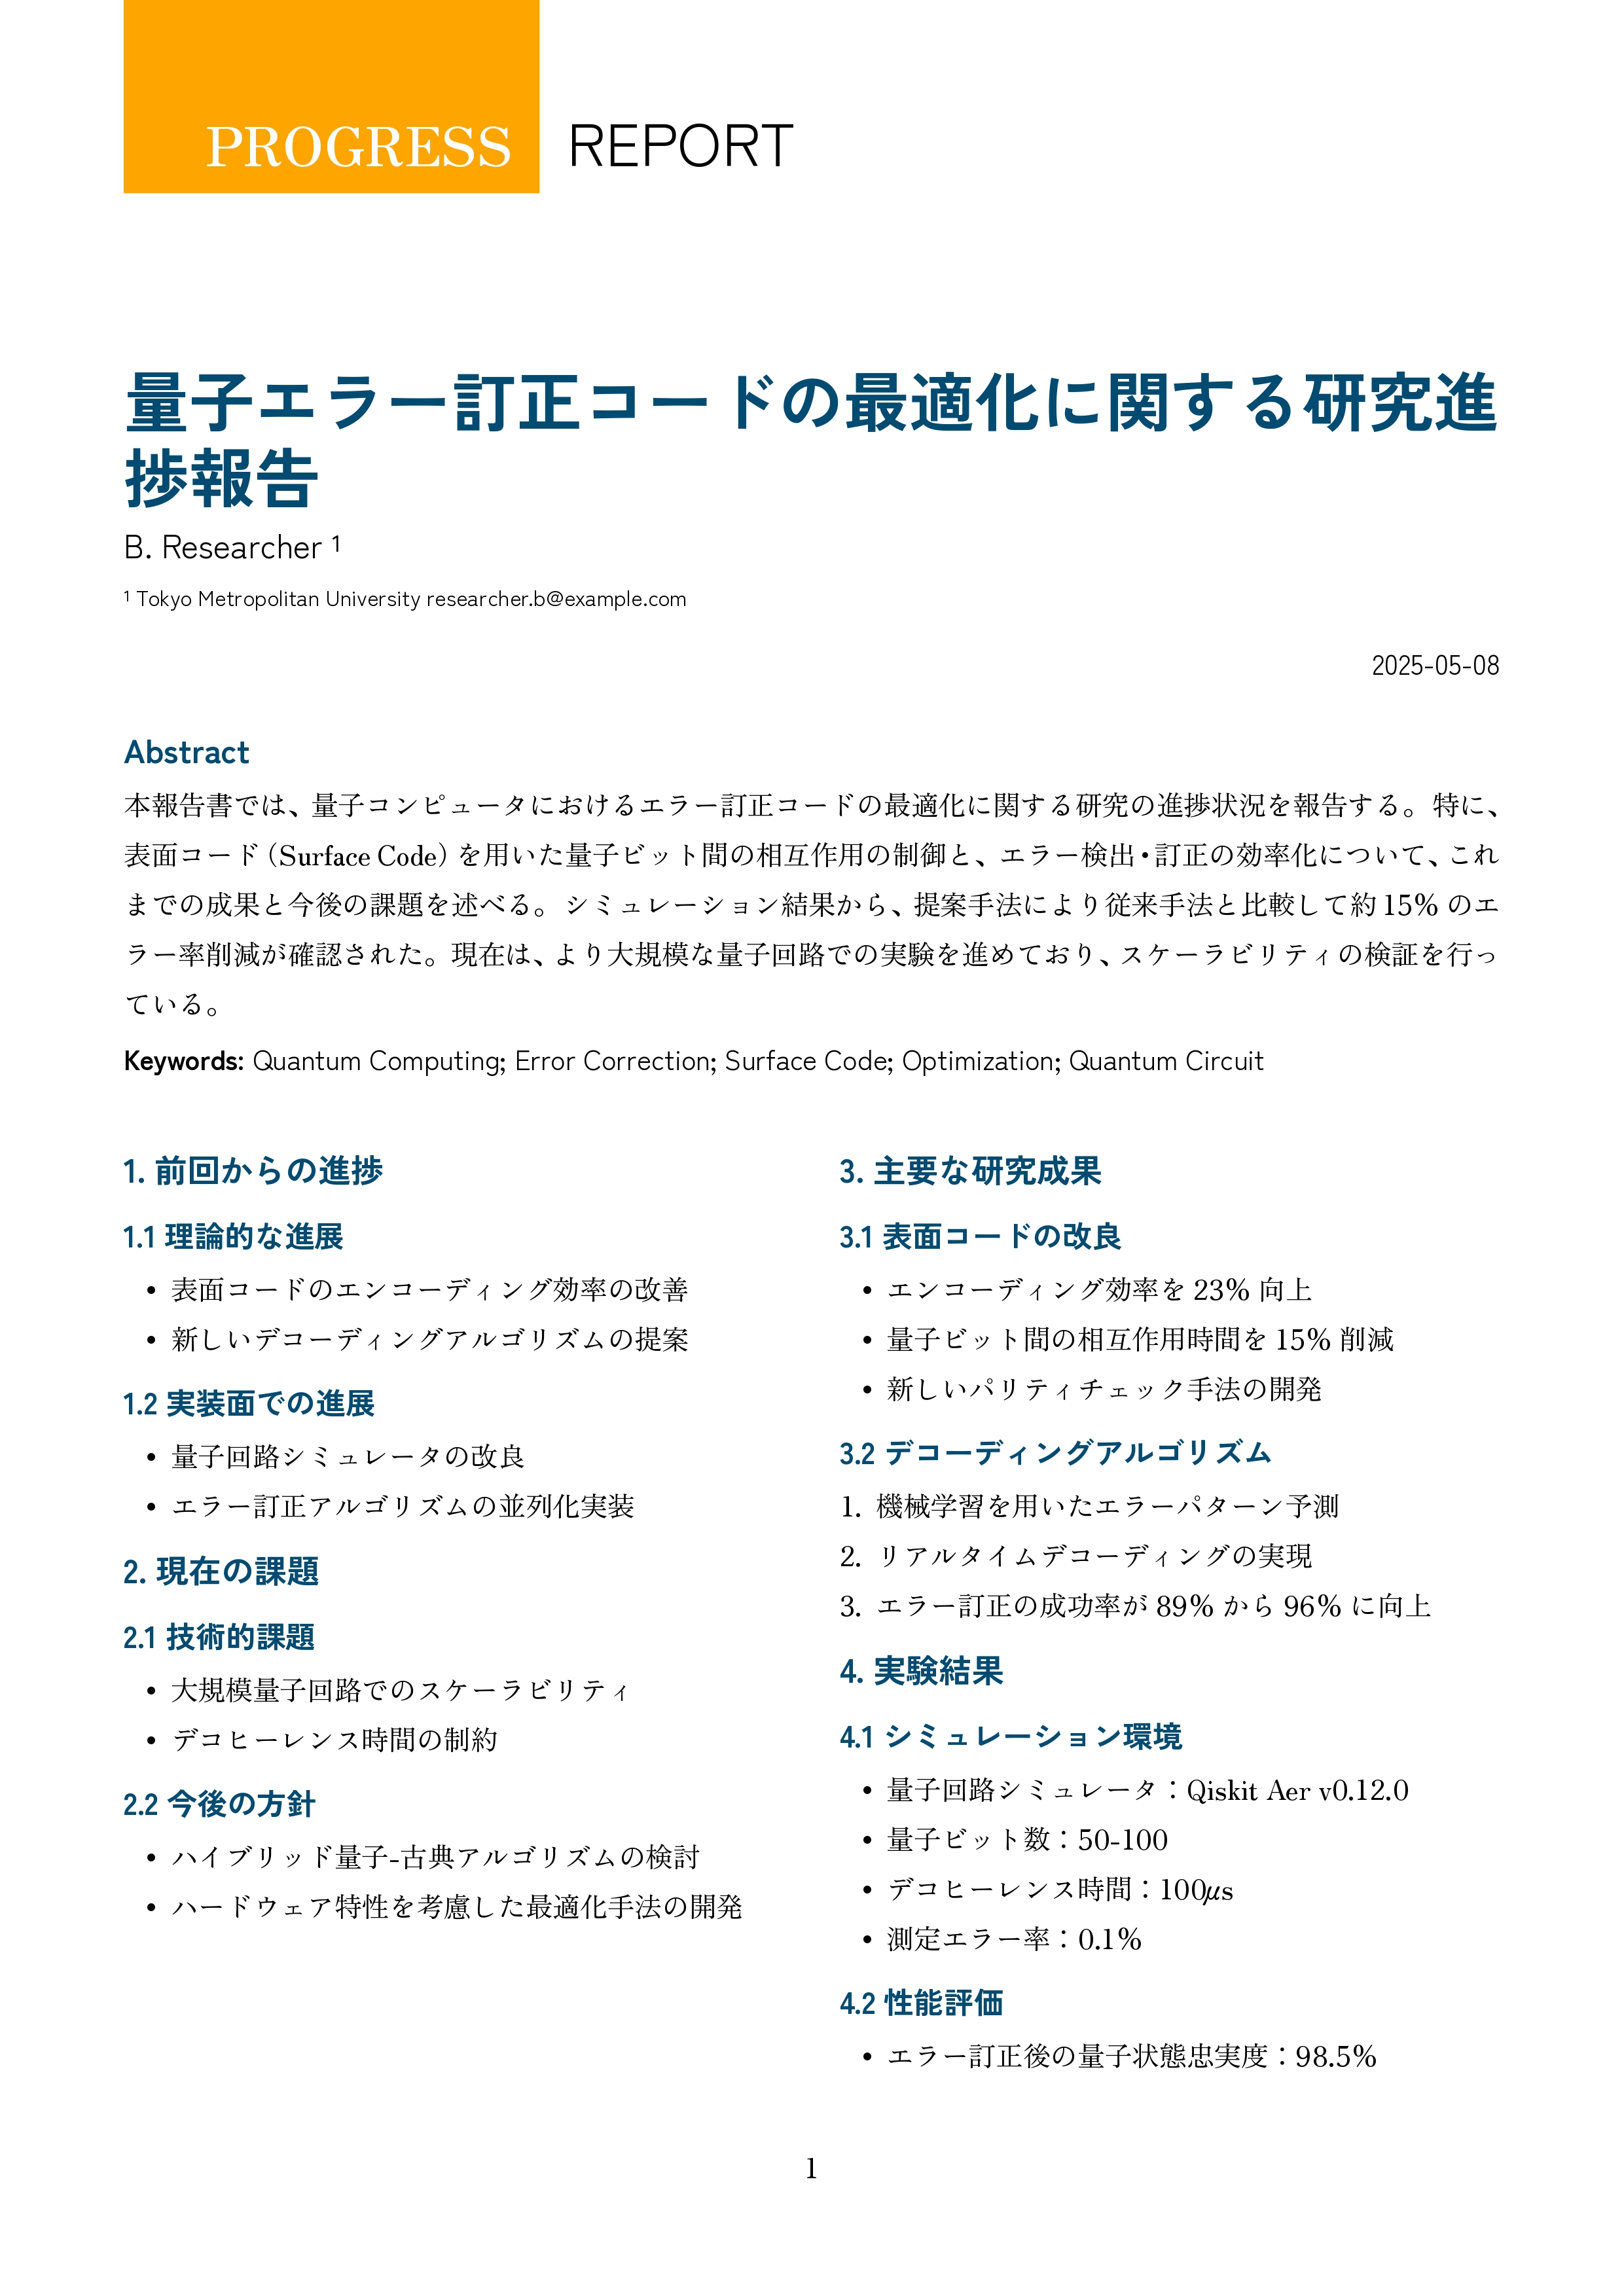 PROGRESS REPORT
量子エラー訂正コードの最適化に関する研究進
捗報告
B. Researcher ¹
¹ Tokyo Metropolitan University researcher.b@example.com
2025-05-08
Abstract
本報告書では、量子コンピュータにおけるエラー訂正コードの最適化に関する研究の進捗状況を報告する。特に、
表面コード（Surface Code）を用いた量子ビット間の相互作用の制御と、エラー検出・訂正の効率化について、これ
までの成果と今後の課題を述べる。シミュレーション結果から、提案手法により従来手法と比較して約 15% のエ
ラー率削減が確認された。現在は、より大規模な量子回路での実験を進めており、スケーラビリティの検証を行っ
ている。
Keywords: Quantum Computing; Error Correction; Surface Code; Optimization; Quantum Circuit
1. 前回からの進捗
1.1 理論的な進展
• 表面コードのエンコーディング効率の改善
• 新しいデコーディングアルゴリズムの提案
1.2 実装面での進展
• 量子回路シミュレータの改良
• エラー訂正アルゴリズムの並列化実装
2. 現在の課題
2.1 技術的課題
• 大規模量子回路でのスケーラビリティ
• デコヒーレンス時間の制約
2.2 今後の方針
• ハイブリッド量子-古典アルゴリズムの検討
• ハードウェア特性を考慮した最適化手法の開発
3. 主要な研究成果
3.1 表面コードの改良
• エンコーディング効率を 23% 向上
• 量子ビット間の相互作用時間を 15% 削減
• 新しいパリティチェック手法の開発
3.2 デコーディングアルゴリズム
1. 機械学習を用いたエラーパターン予測
2. リアルタイムデコーディングの実現
3. エラー訂正の成功率が 89% から 96% に向上
4. 実験結果
4.1 シミュレーション環境
• 量子回路シミュレータ：Qiskit Aer v0.12.0
• 量子ビット数：50-100
• デコヒーレンス時間：100μs
• 測定エラー率：0.1%
4.2 性能評価
• エラー訂正後の量子状態忠実度：98.5%
1